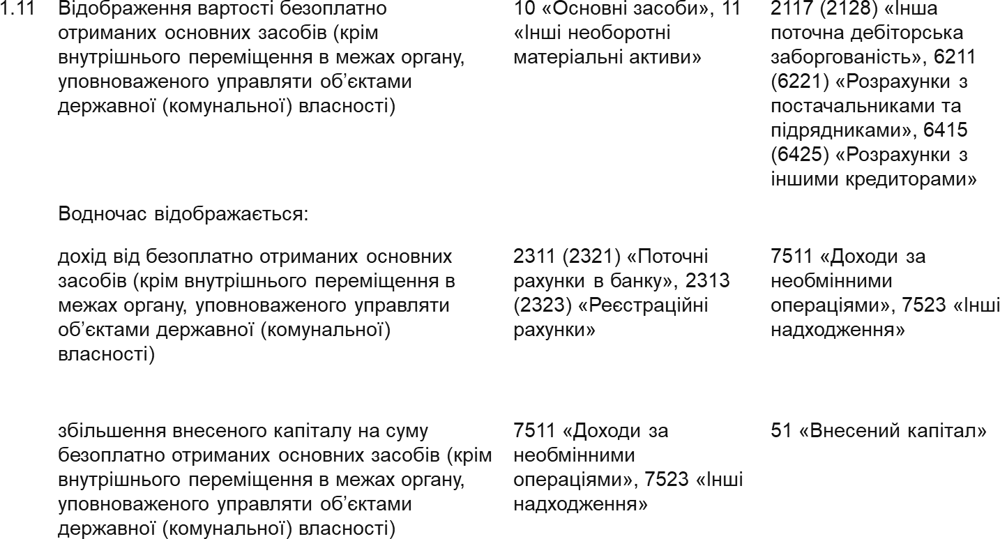 1.11 Відображення вартості безоплатно 10 «Основні засоби», 11 2117 (2128) «Інша
отриманих основних засобів (крім «Інші необоротні поточна дебіторська
внутрішнього переміщення в межах органу, матеріальні активи» заборгованість», 6211
уповноваженого управляти об’єктами (6221) «Розрахунки з
державної (комунальної) власності) постачальниками та
підрядниками», 6415
(6425) «Розрахунки з
іншими кредиторами»
Водночас відображається:
дохід від безоплатно отриманих основних 2311 (2321) «Поточні 7511 «Доходи за
засобів (крім внутрішнього переміщення в рахунки в банку», 2313 необмінними
межах органу, уповноваженого управляти (2323) «Реєстраційні операціями», 7523 «Інші
об’єктами державної (комунальної) рахунки» надходження»
власності)
збільшення внесеного капіталу на суму 7511 «Доходи за 51 «Внесений капітал»
безоплатно отриманих основних засобів (крім необмінними
внутрішнього переміщення в межах органу, операціями», 7523 «Інші
уповноваженого управляти об’єктами надходження»
державної (комунальної) власності)